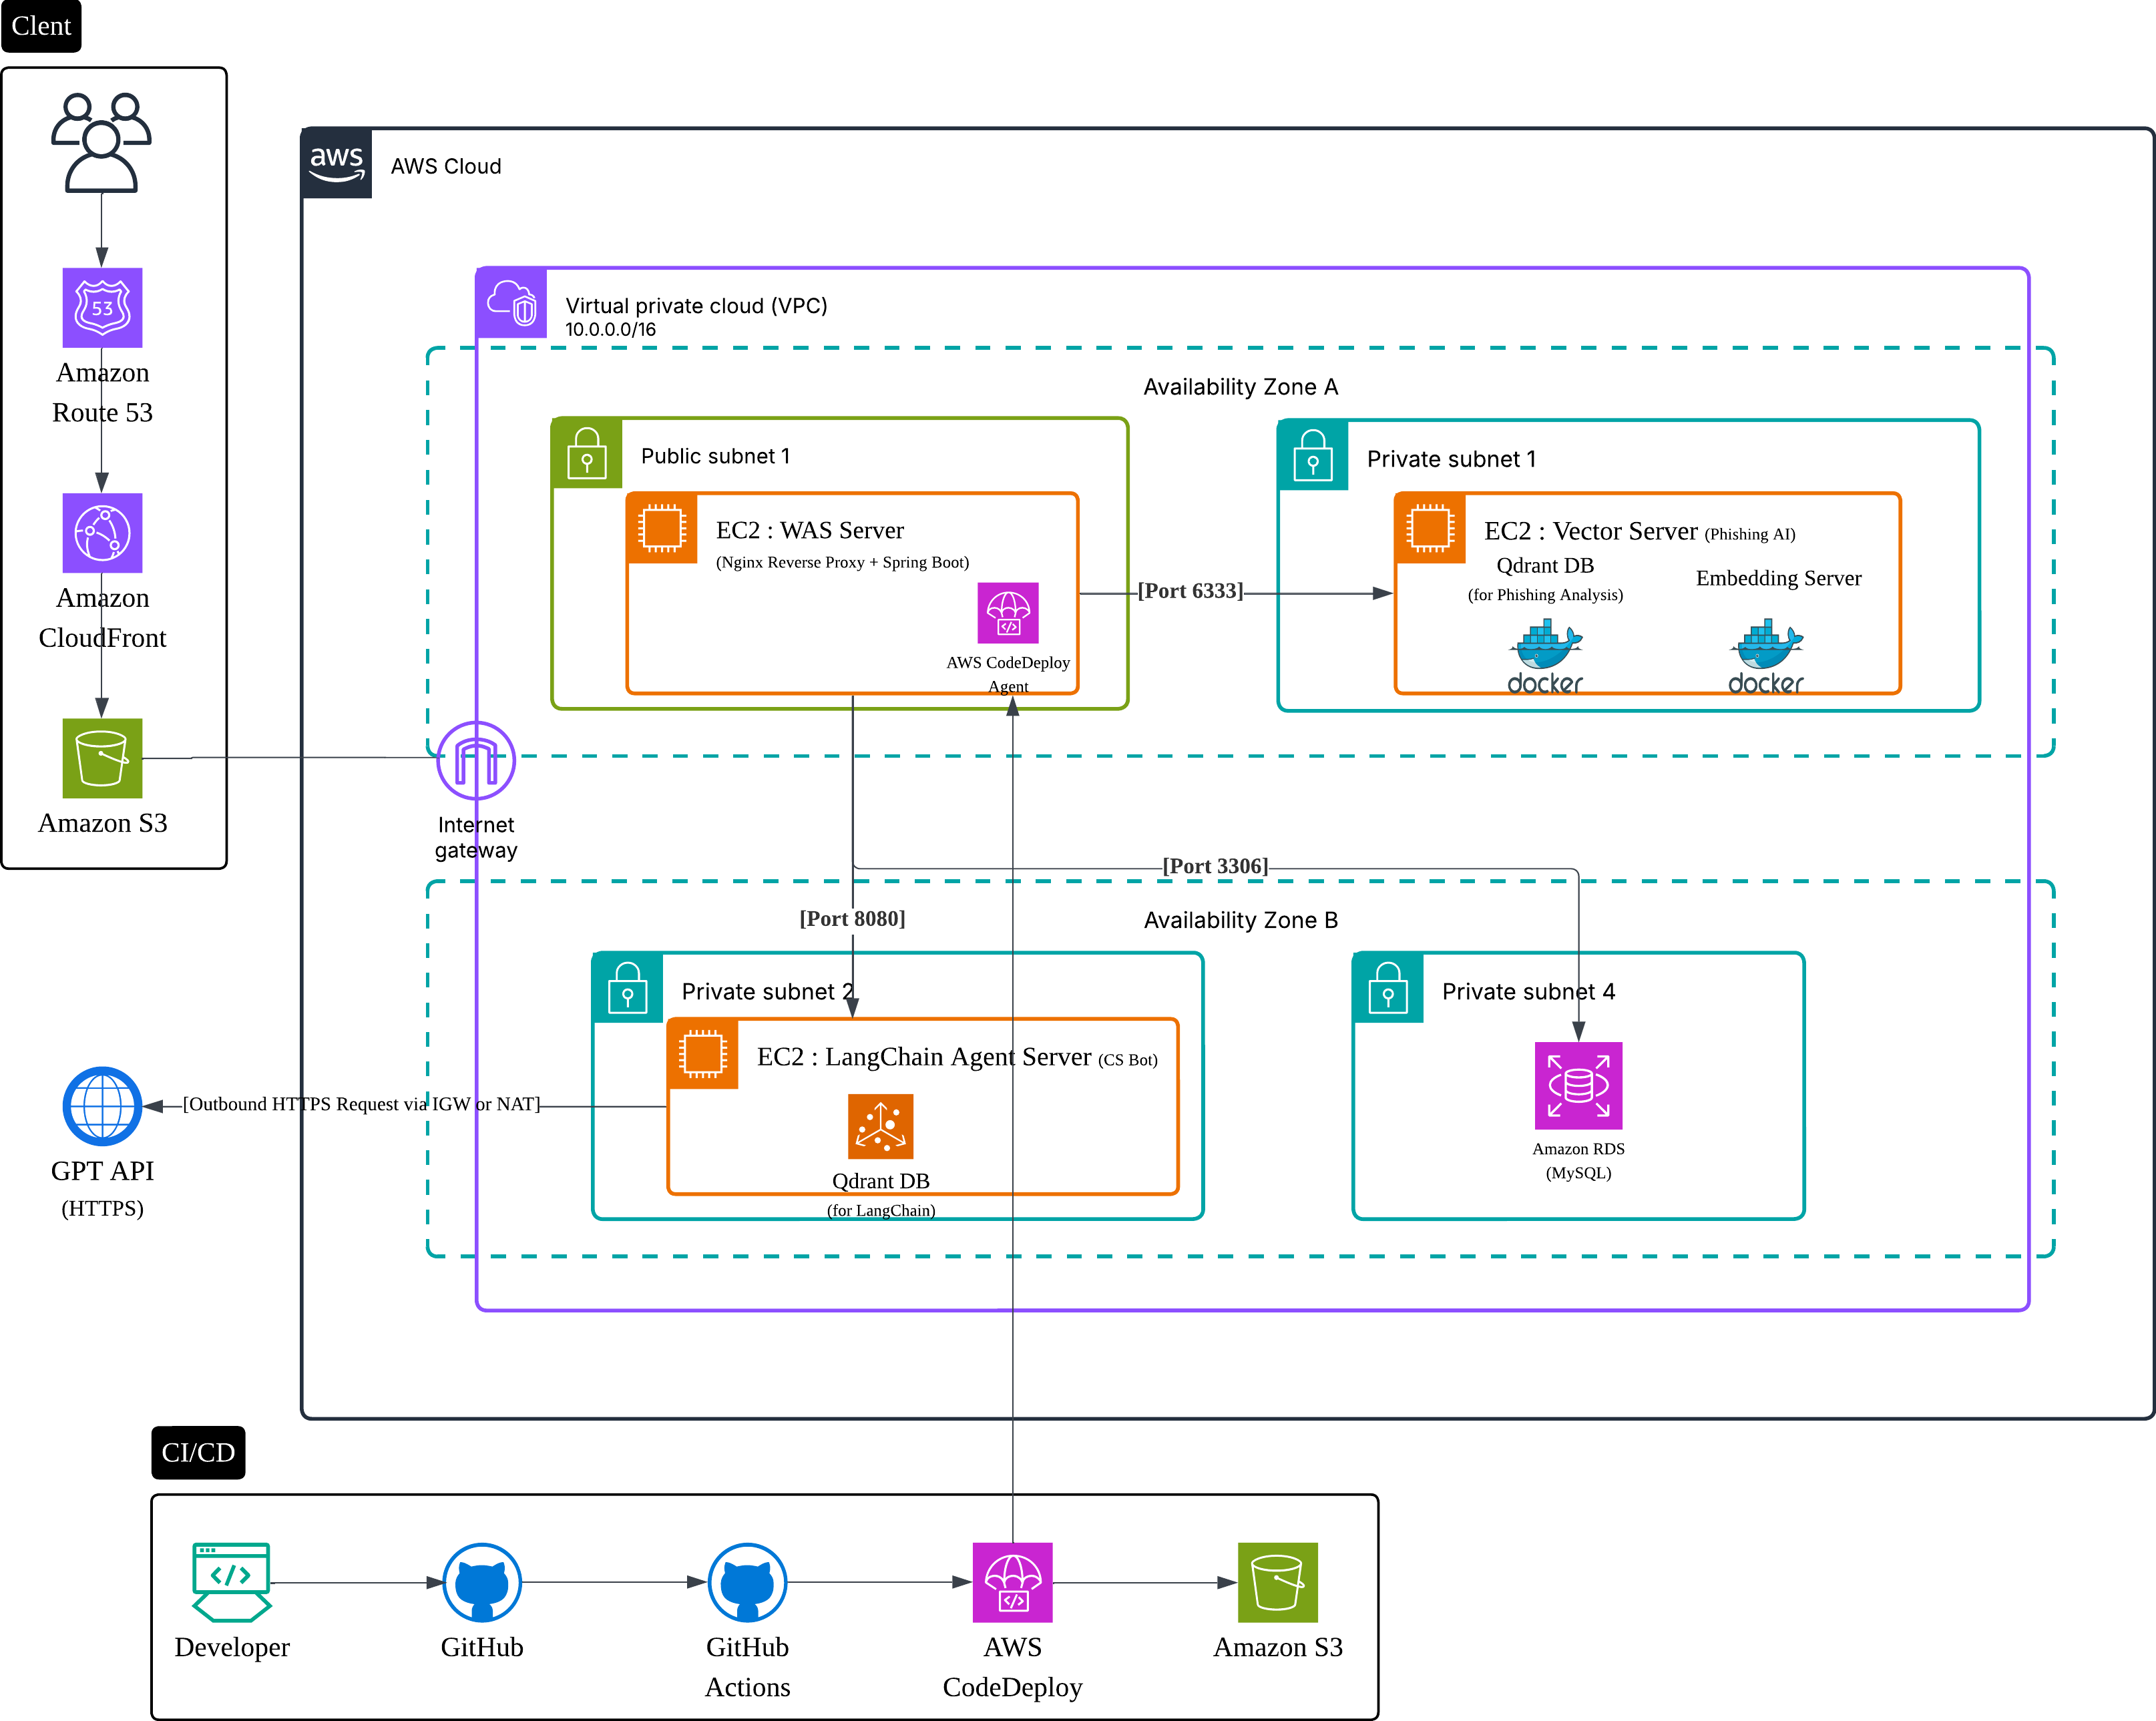 Clent
aws
AWS Cloud
53
Amazon
Route 53
Amazon
CloudFront
Amazon S3
Virtual private cloud (VPC)
10.0.0.0/16
Availability Zone A
Public subnet 1
EC2 : WAS Server
(Nginx Reverse Proxy + Spring Boot)
AWS CodeDeploy
Agent
[Port 6333]
Private subnet 1
EC2 : Vector Server (Phishing AI)
Qdrant DB
(for Phishing Analysis)
docker
Embedding Server
docker
Internet
gateway
[Port 3306]
[Port 8080]
Availability Zone B
Private subnet 2
EC2 : LangChain Agent Server (CS Bot)
Qdrant DB
(for LangChain)
Private subnet 4
Amazon RDS
(MySQL)
[Outbound HTTPS Request via IGW or NAT]
GPT API
(HTTPS)
CI/CD
Developer
GitHub
GitHub
Actions
AWS
CodeDeploy
Amazon S3